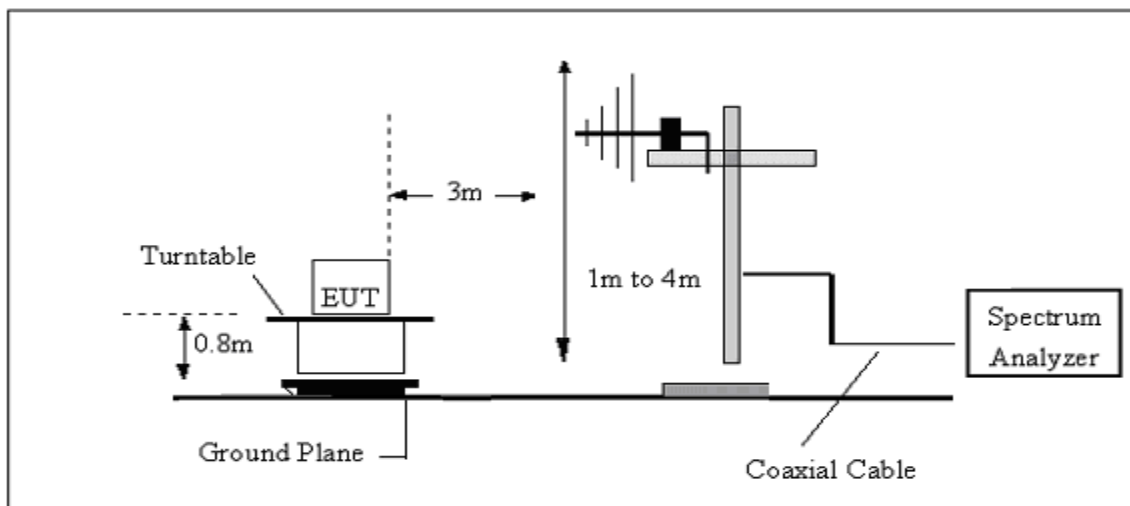 3m
Turntable
EUT
1m to 4m
0.8m
Spectrum
Analyzer
Ground Plane
Coaxial Cable